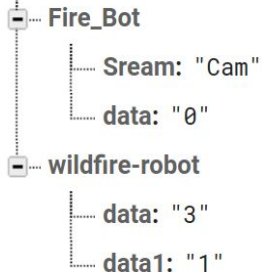 Fire_Bot
Sream: "Cam"
data: "0"
wildfire-robot
data: "3"
data1: "1"